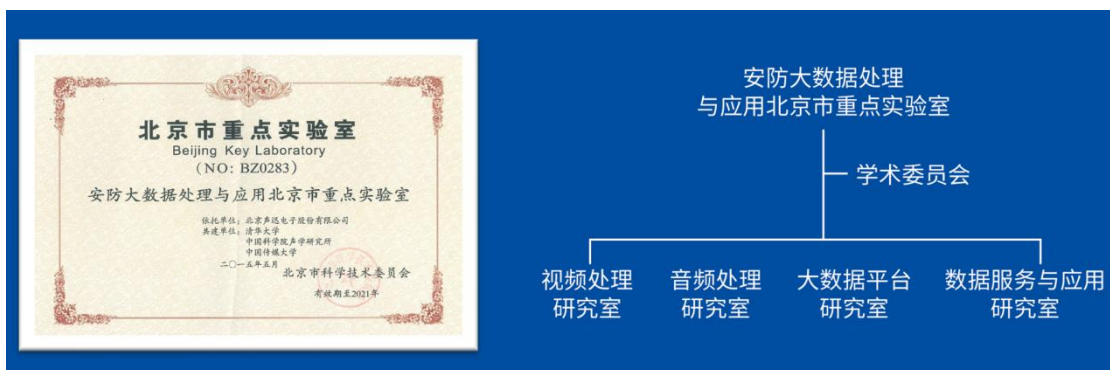 北京市重点实验室
Beijing Key Laboratory
(NO: BZ0283)
安防大数据处理与应用北京市重点实验室
依托单位：北京声迅电子股份有限公司
共建单位：清华大学
中国科学院声学研究所
中国传媒大学
二〇一五年五月
北京市科学技术委员会
有效期至2021年
安防大数据处理
与应用北京市重点实验室
学术委员会
视频处理
研究室
音频处理
研究室
大数据平台
研究室
数据服务与应用
研究室